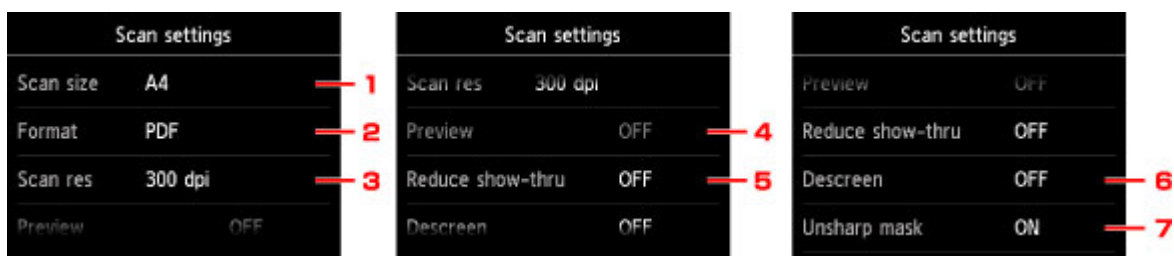 Scan settings
Scan size A4 1
Format PDF 2
Scan res 300 dpi 3
Preview OFF
Scan settings
Scan res 300 dpi
Preview OFF 4
Reduce show-thru OFF 5
Descreen OFF
Scan settings
Preview OFF
Reduce show-thru OFF
Descreen OFF 6
Unsharp mask ON 7